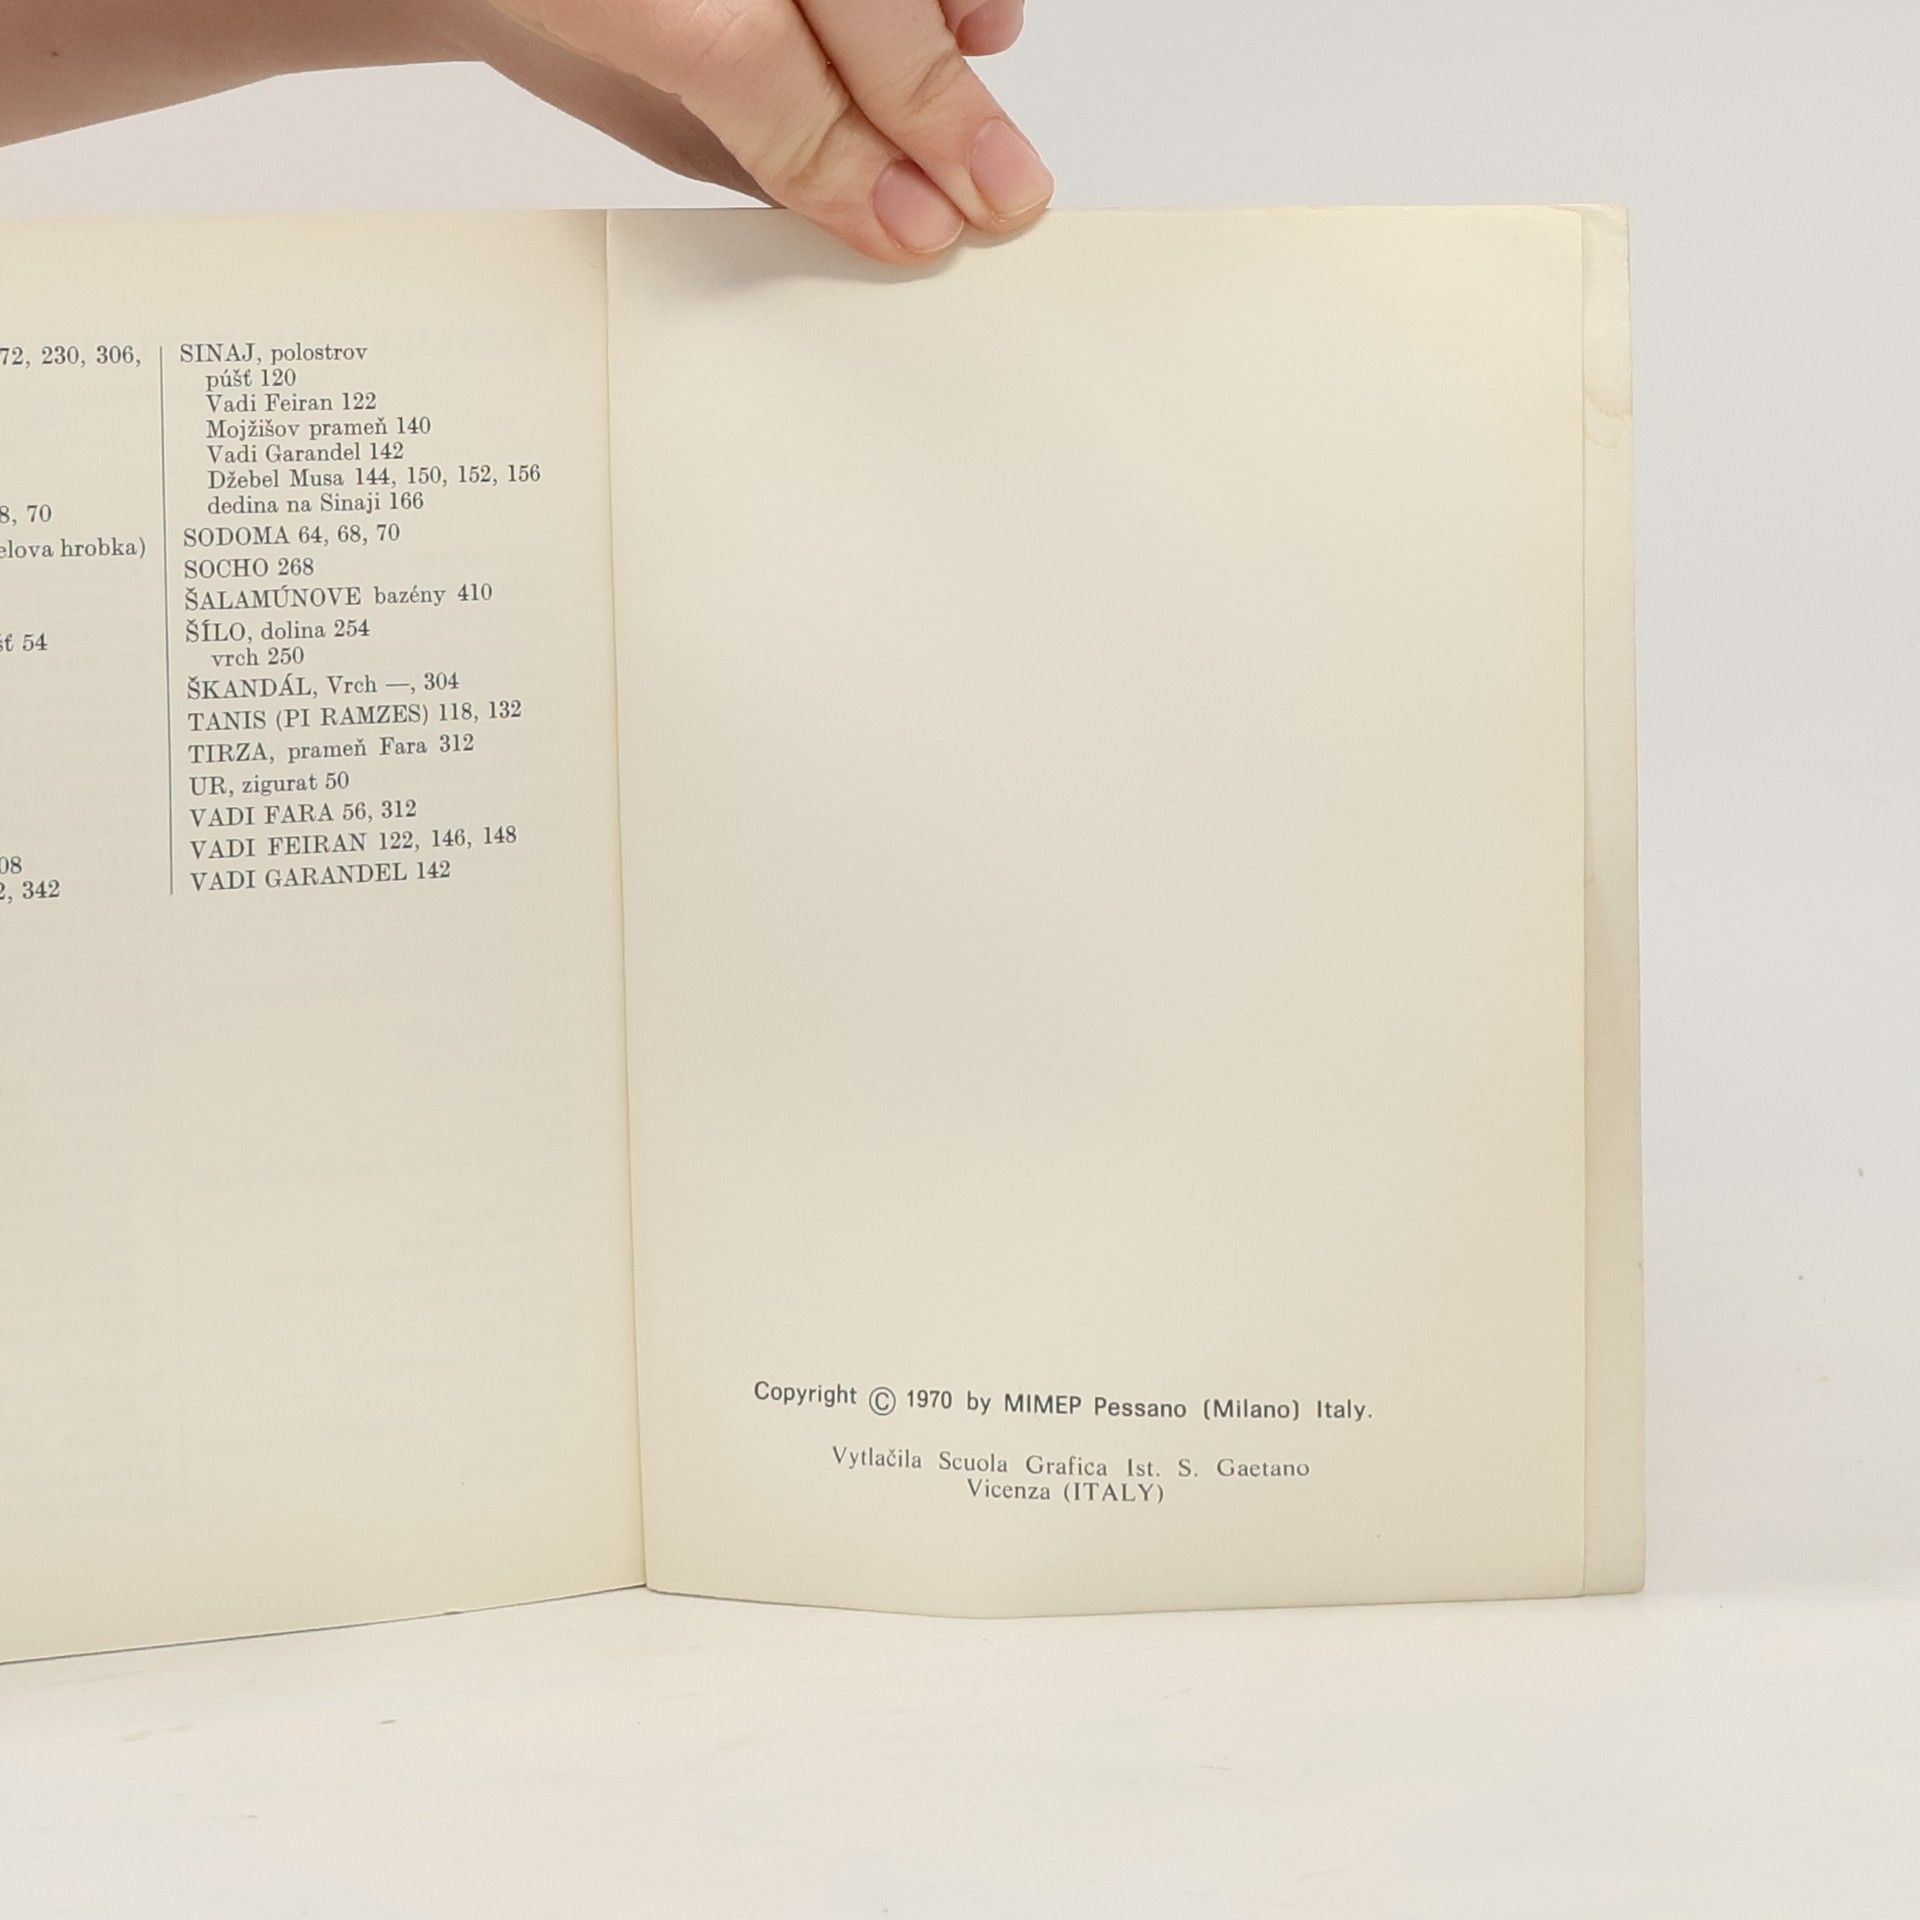 72, 230, 306,
8, 70
elova hrobka)
54
08
2, 342
SINAJ, polostrov
púšť 120
Vadi Feiran 122
Mojžišov prameň 140
Vadi Garandel 142
Džebel Musa 144, 150, 152, 156
dedina na Sinaji 166
SODOMA 64, 68, 70
SOCHO 268
ŠALAMÚNOVE bazény 410
ŠÍLO, dolina 254
vrch 250
ŠKANDÁL, Vrch —, 304
TANIS (PI RAMZES) 118, 132
TIRZA, prameň Fara 312
UR, zigurat 50
VADI FARA 56, 312
VADI FEIRAN 122, 146, 148
VADI GARANDEL 142
Copyright © 1970 by MIMEP Pessano (Milano) Italy.
Vytlačila Scuola Grafica Ist. S. Gaetano
Vicenza (ITALY)